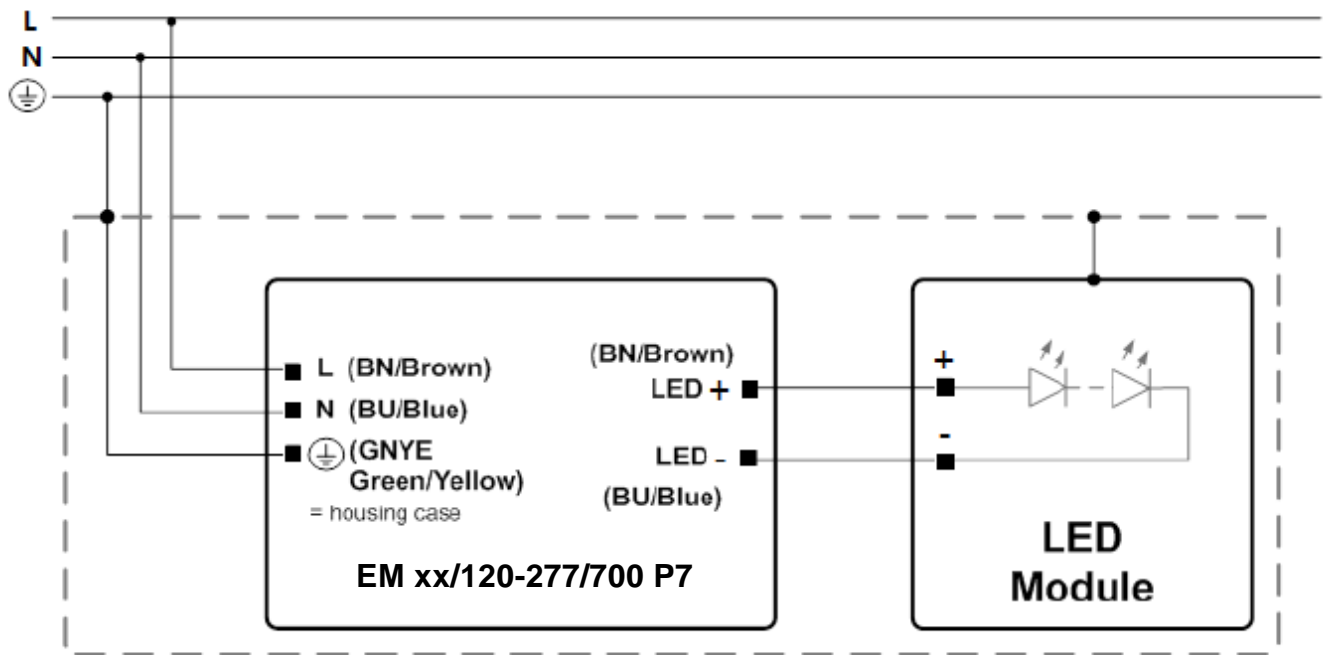 L
N
L (BN/Brown)
N (BU/Blue)
(GNYE
Green/Yellow)
= housing case
(BN/Brown)
LED +
LED -
(BU/Blue)
EM xx/120-277/700 P7
+
-
LED
Module